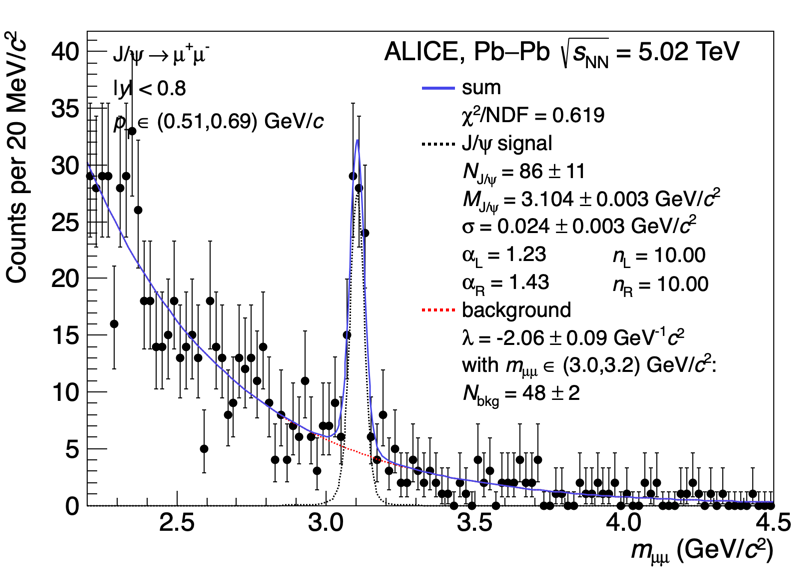 J/ψ → μ⁺μ⁻
|y| < 0.8
p_T ∈ (0.51,0.69) GeV/c
ALICE, Pb–Pb √s_NN = 5.02 TeV
sum
χ²/NDF = 0.619
J/ψ signal
N_J/ψ = 86 ± 11
M_J/ψ = 3.104 ± 0.003 GeV/c²
σ = 0.024 ± 0.003 GeV/c²
α_L = 1.23 n_L = 10.00
α_R = 1.43 n_R = 10.00
background
λ = -2.06 ± 0.09 GeV⁻¹c²
with m_μμ ∈ (3.0,3.2) GeV/c²:
N_bkg = 48 ± 2
Counts per 20 MeV/c²
40
35
30
25
20
15
10
5
0
2.5 3.0 3.5 4.0 4.5
m_μμ (GeV/c²)